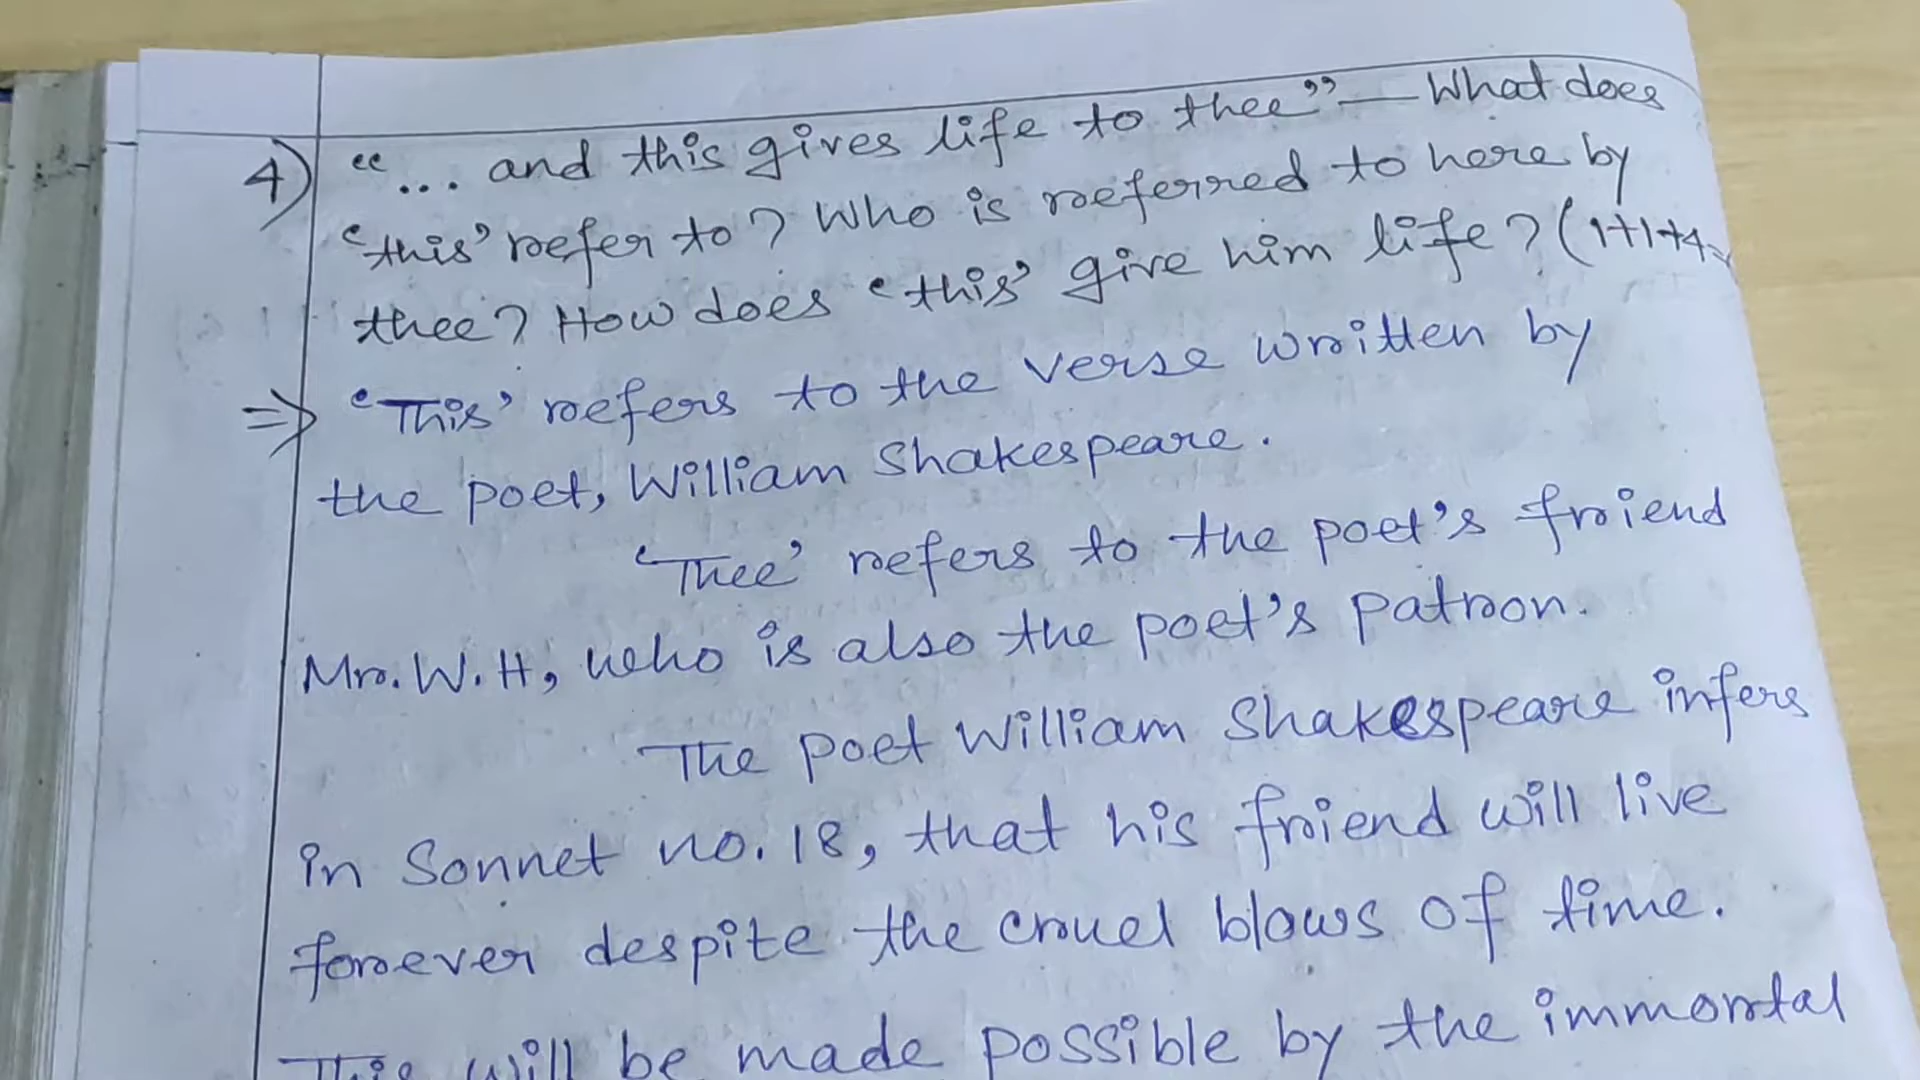 4) "... and this gives life to thee" — What does
'this' refer to? Who is referred to here by
thee? How does 'this' give him life? (1+1+4
=> 'This' refers to the verse written by
the poet, William Shakespeare.
'Thee' refers to the poet's friend
Mr. W. H, who is also the poet's patron.
The poet William Shakespeare infers
in Sonnet no. 18, that his friend will live
forever despite the cruel blows of time.
This will be made possible by the immortal